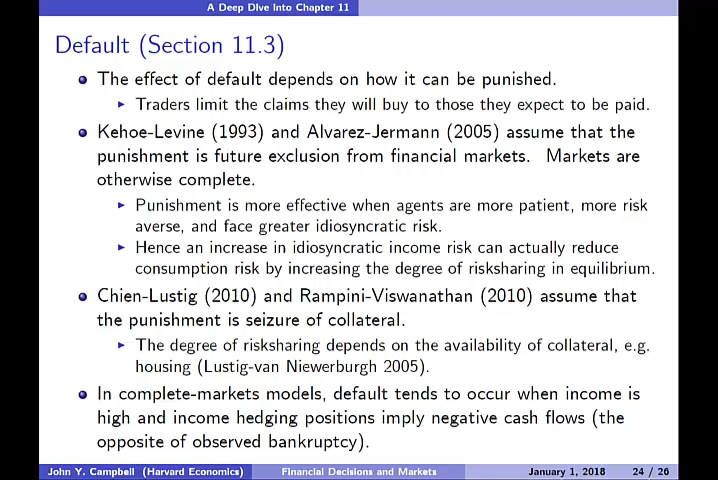 A Deep Dive Into Chapter 11
Default (Section 11.3)
The effect of default depends on how it can be punished.
Traders limit the claims they will buy to those they expect to be paid.
Kehoe-Levine (1993) and Alvarez-Jermann (2005) assume that the
punishment is future exclusion from financial markets. Markets are
otherwise complete.
Punishment is more effective when agents are more patient, more risk
averse, and face greater idiosyncratic risk.
Hence an increase in idiosyncratic income risk can actually reduce
consumption risk by increasing the degree of risksharing in equilibrium.
Chien-Lustig (2010) and Rampini-Viswanathan (2010) assume that
the punishment is seizure of collateral.
The degree of risksharing depends on the availability of collateral, e.g.
housing (Lustig-van Niewerburgh 2005).
In complete-markets models, default tends to occur when income is
high and income hedging positions imply negative cash flows (the
opposite of observed bankruptcy).
John Y. Campbell (Harvard Economics) Financial Decisions and Markets January 1, 2018 24 / 26